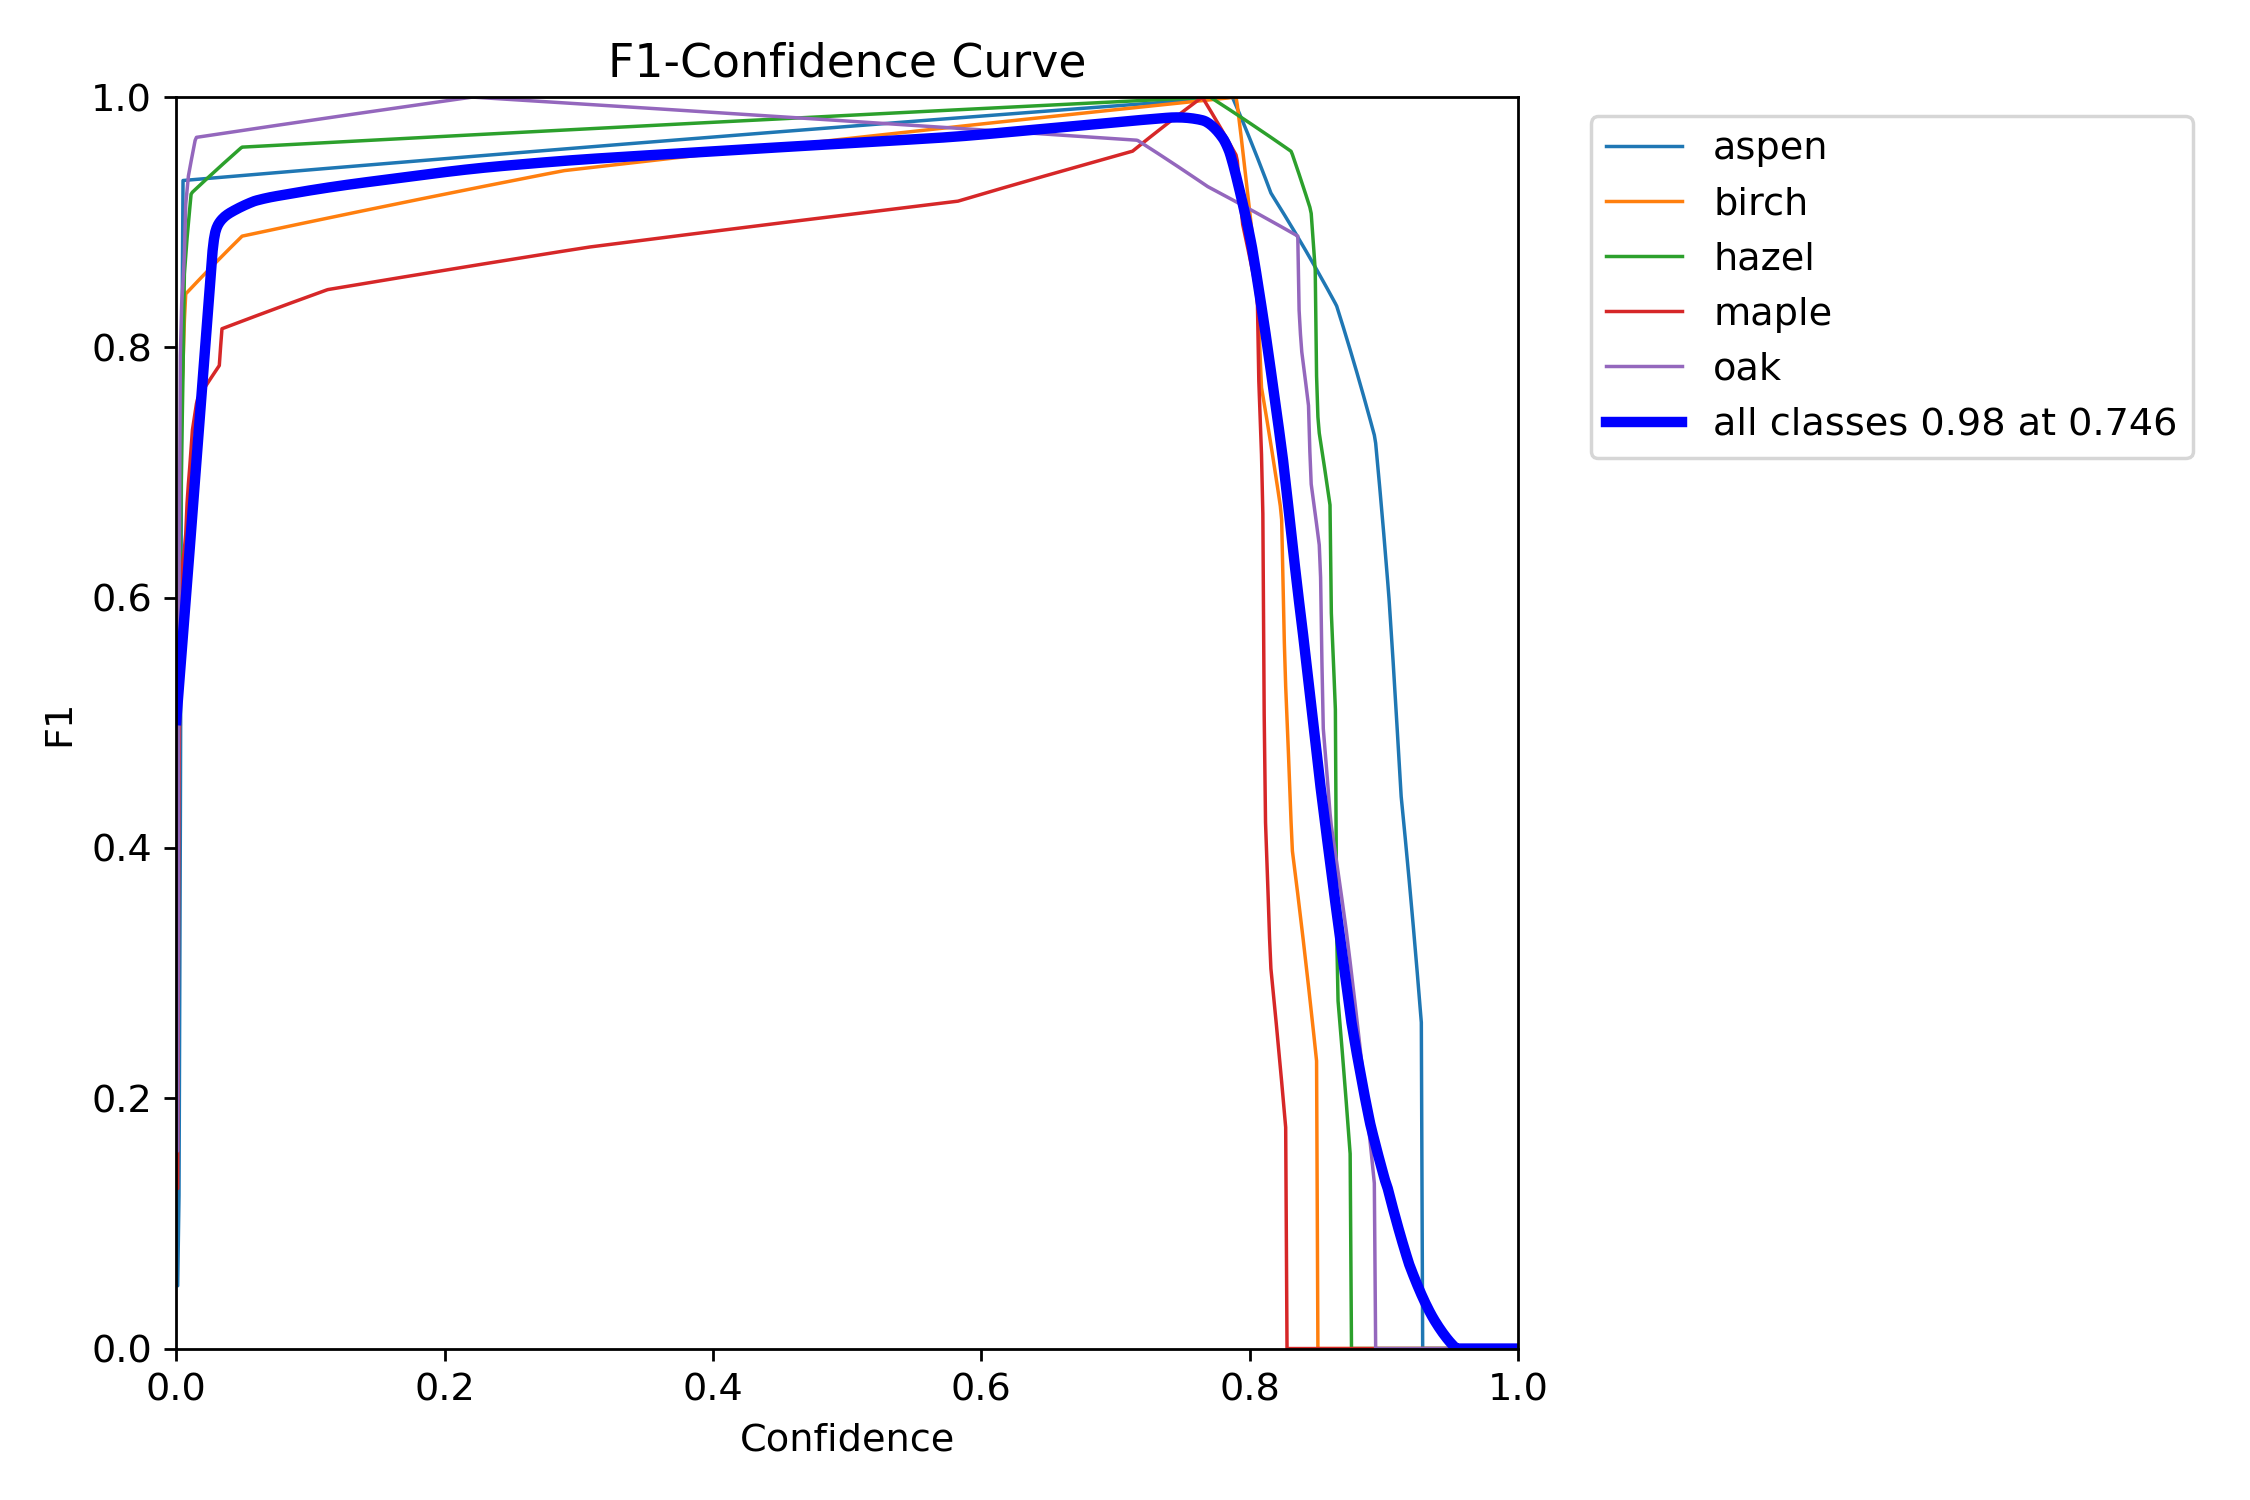 F1-Confidence Curve
1.0
0.8
0.6
0.4
0.2
0.0
F1
0.0 0.2 0.4 0.6 0.8 1.0
Confidence
aspen
birch
hazel
maple
oak
all classes 0.98 at 0.746